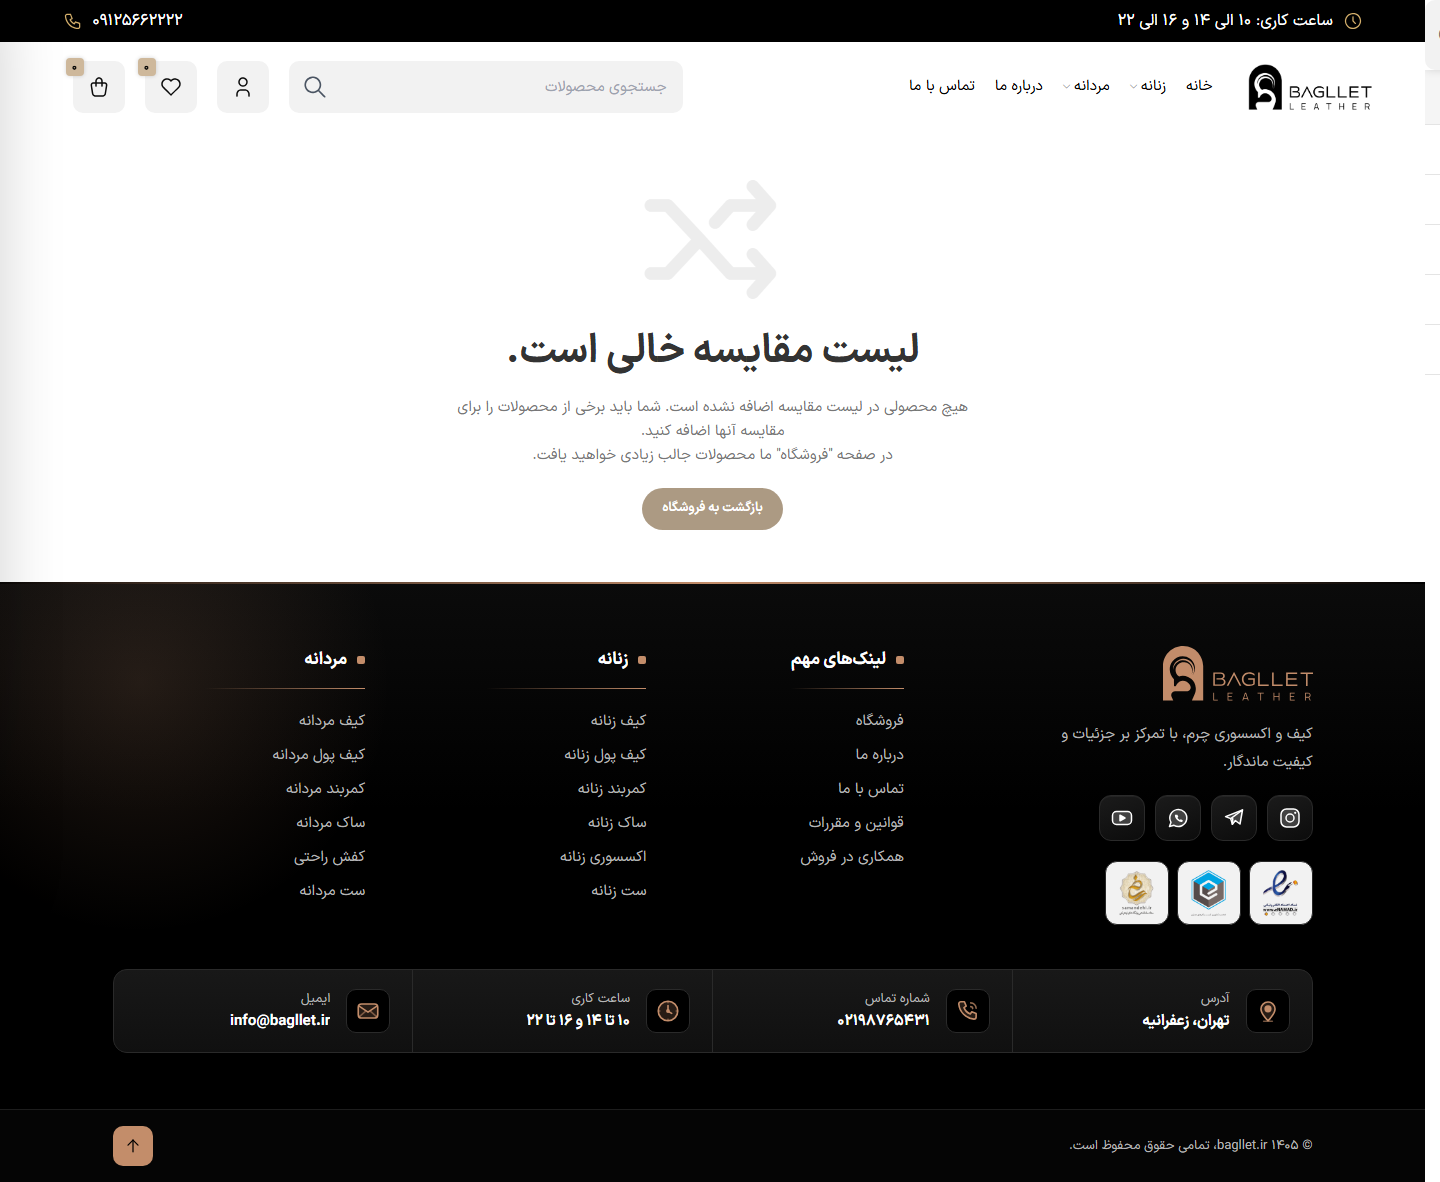 ساعت کاری: ۱۰ الی ۱۴ و ۱۶ الی ۲۲
۰۹۱۲۵۶۶۲۲۲۲
BAGLLET
LEATHER
خانه
زنانه
مردانه
درباره ما
تماس با ما
جستجوی محصولات
۰
۰
لیست مقایسه خالی است.
هیچ محصولی در لیست مقایسه اضافه نشده است. شما باید برخی از محصولات را برای
مقایسه آنها اضافه کنید.
در صفحه "فروشگاه" ما محصولات جالب زیادی خواهید یافت.
بازگشت به فروشگاه
BAGLLET
LEATHER
کیف و اکسسوری چرم، با تمرکز بر جزئیات و
کیفیت ماندگار.
لینک‌های مهم
فروشگاه
درباره ما
تماس با ما
قوانین و مقررات
همکاری در فروش
زنانه
کیف زنانه
کیف پول زنانه
کمربند زنانه
ساک زنانه
اکسسوری زنانه
ست زنانه
مردانه
کیف مردانه
کیف پول مردانه
کمربند مردانه
ساک مردانه
کفش راحتی
ست مردانه
آدرس
تهران، زعفرانیه
شماره تماس
۰۲۱۹۸۷۶۵۴۳۱
ساعت کاری
۱۰ تا ۱۴ و ۱۶ تا ۲۲
ایمیل
info@bagllet.ir
© ۱۴۰۵ bagllet.ir، تمامی حقوق محفوظ است.